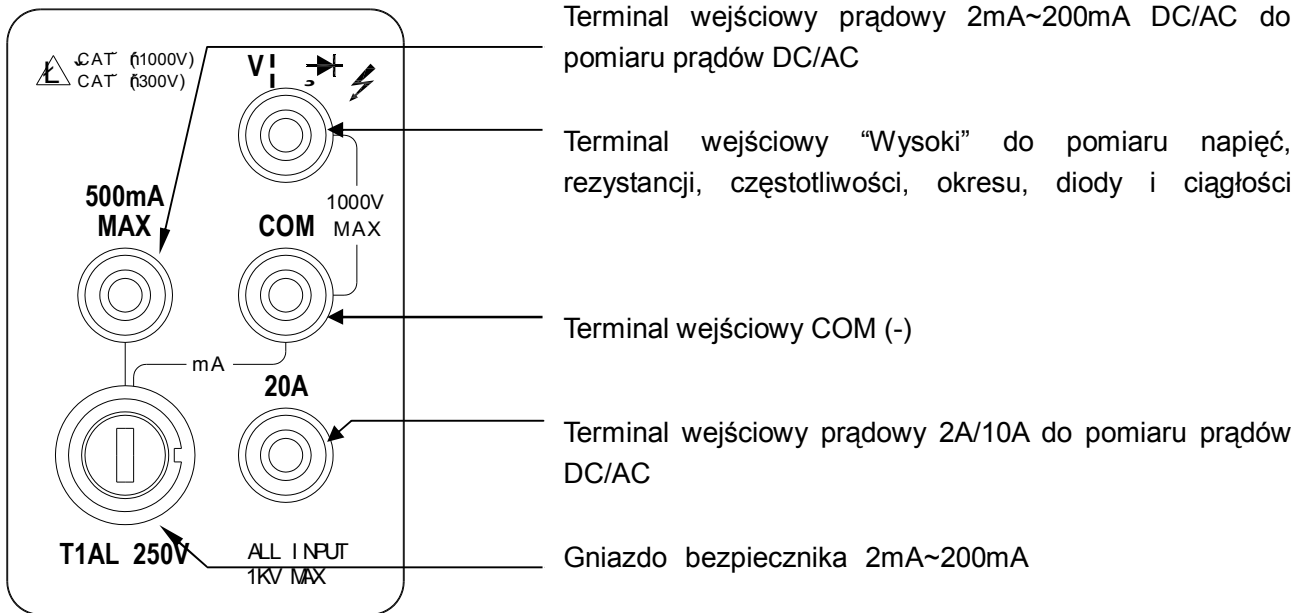 Terminal wejściowy prądowy 2mA~200mA DC/AC do
pomiaru prądów DC/AC
CAT (1000V)
CAT (300V)
V
Terminal wejściowy “Wysoki” do pomiaru napięć,
rezystancji, częstotliwości, okresu, diody i ciągłości
500mA
MAX
COM
1000V
MAX
Terminal wejściowy COM (-)
mA
20A
Terminal wejściowy prądowy 2A/10A do pomiaru prądów
DC/AC
T1AL 250V
ALL INPUT
1KV MAX
Gniazdo bezpiecznika 2mA~200mA